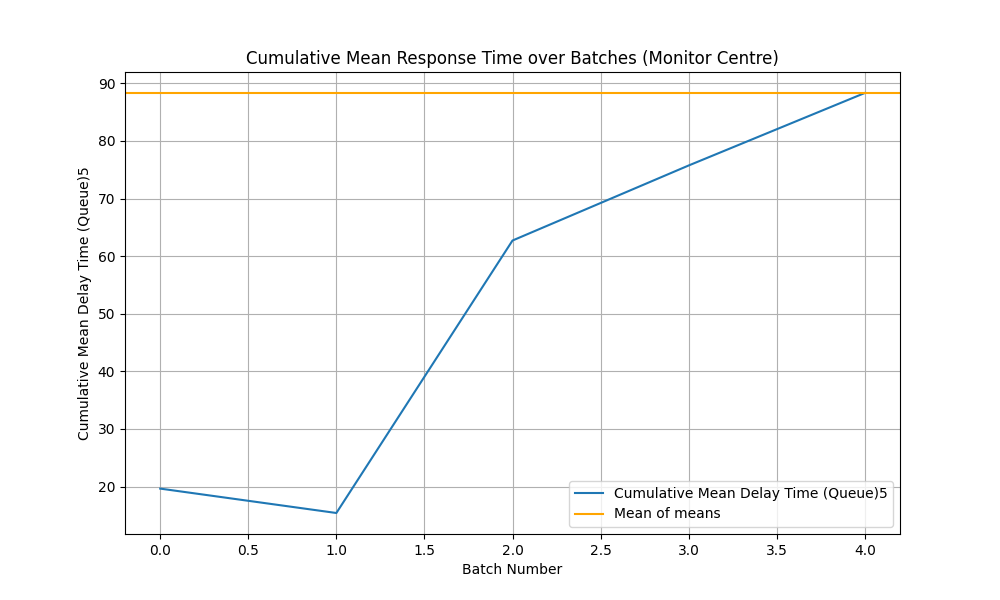 Cumulative Mean Response Time over Batches (Monitor Centre)
Cumulative Mean Delay Time (Queue)5
90
80
70
60
50
40
30
20
Cumulative Mean Delay Time (Queue)5
Mean of means
0.0 0.5 1.0 1.5 2.0 2.5 3.0 3.5 4.0
Batch Number